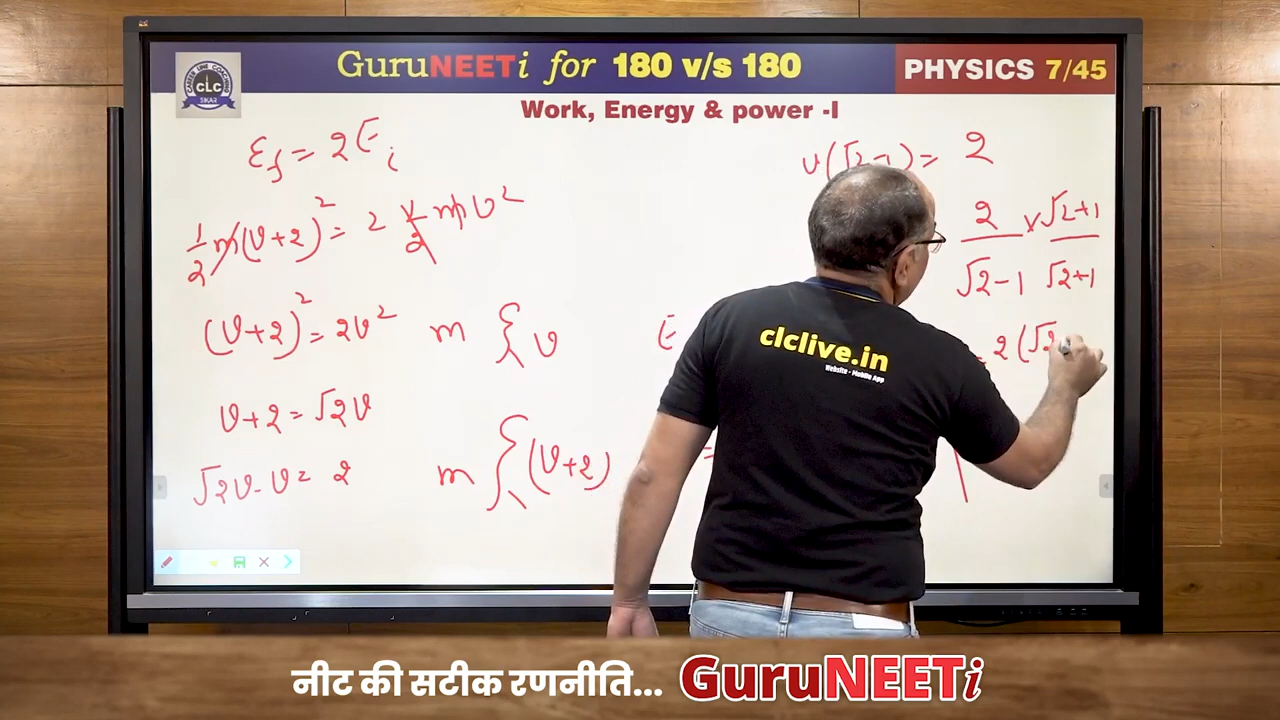 GuruNEETi for 180 v/s 180
PHYSICS 7/45
CAREER LINE COACHING
CLC
SIKAR
Work, Energy & power -I
Ef = 2Ei
1/2 m(v+2)² = 2 1/2 mv²
(v+2)² = 2v²
v+2 = √2v
√2v - v = 2
m { v
m { (v+2)
E
=
v(√2-1) = 2
2/(√2-1) × (√2+1)/(√2+1)
2(√2
clclive.in
Website - Mobile App
नीट की सटीक रणनीति... GuruNEETi